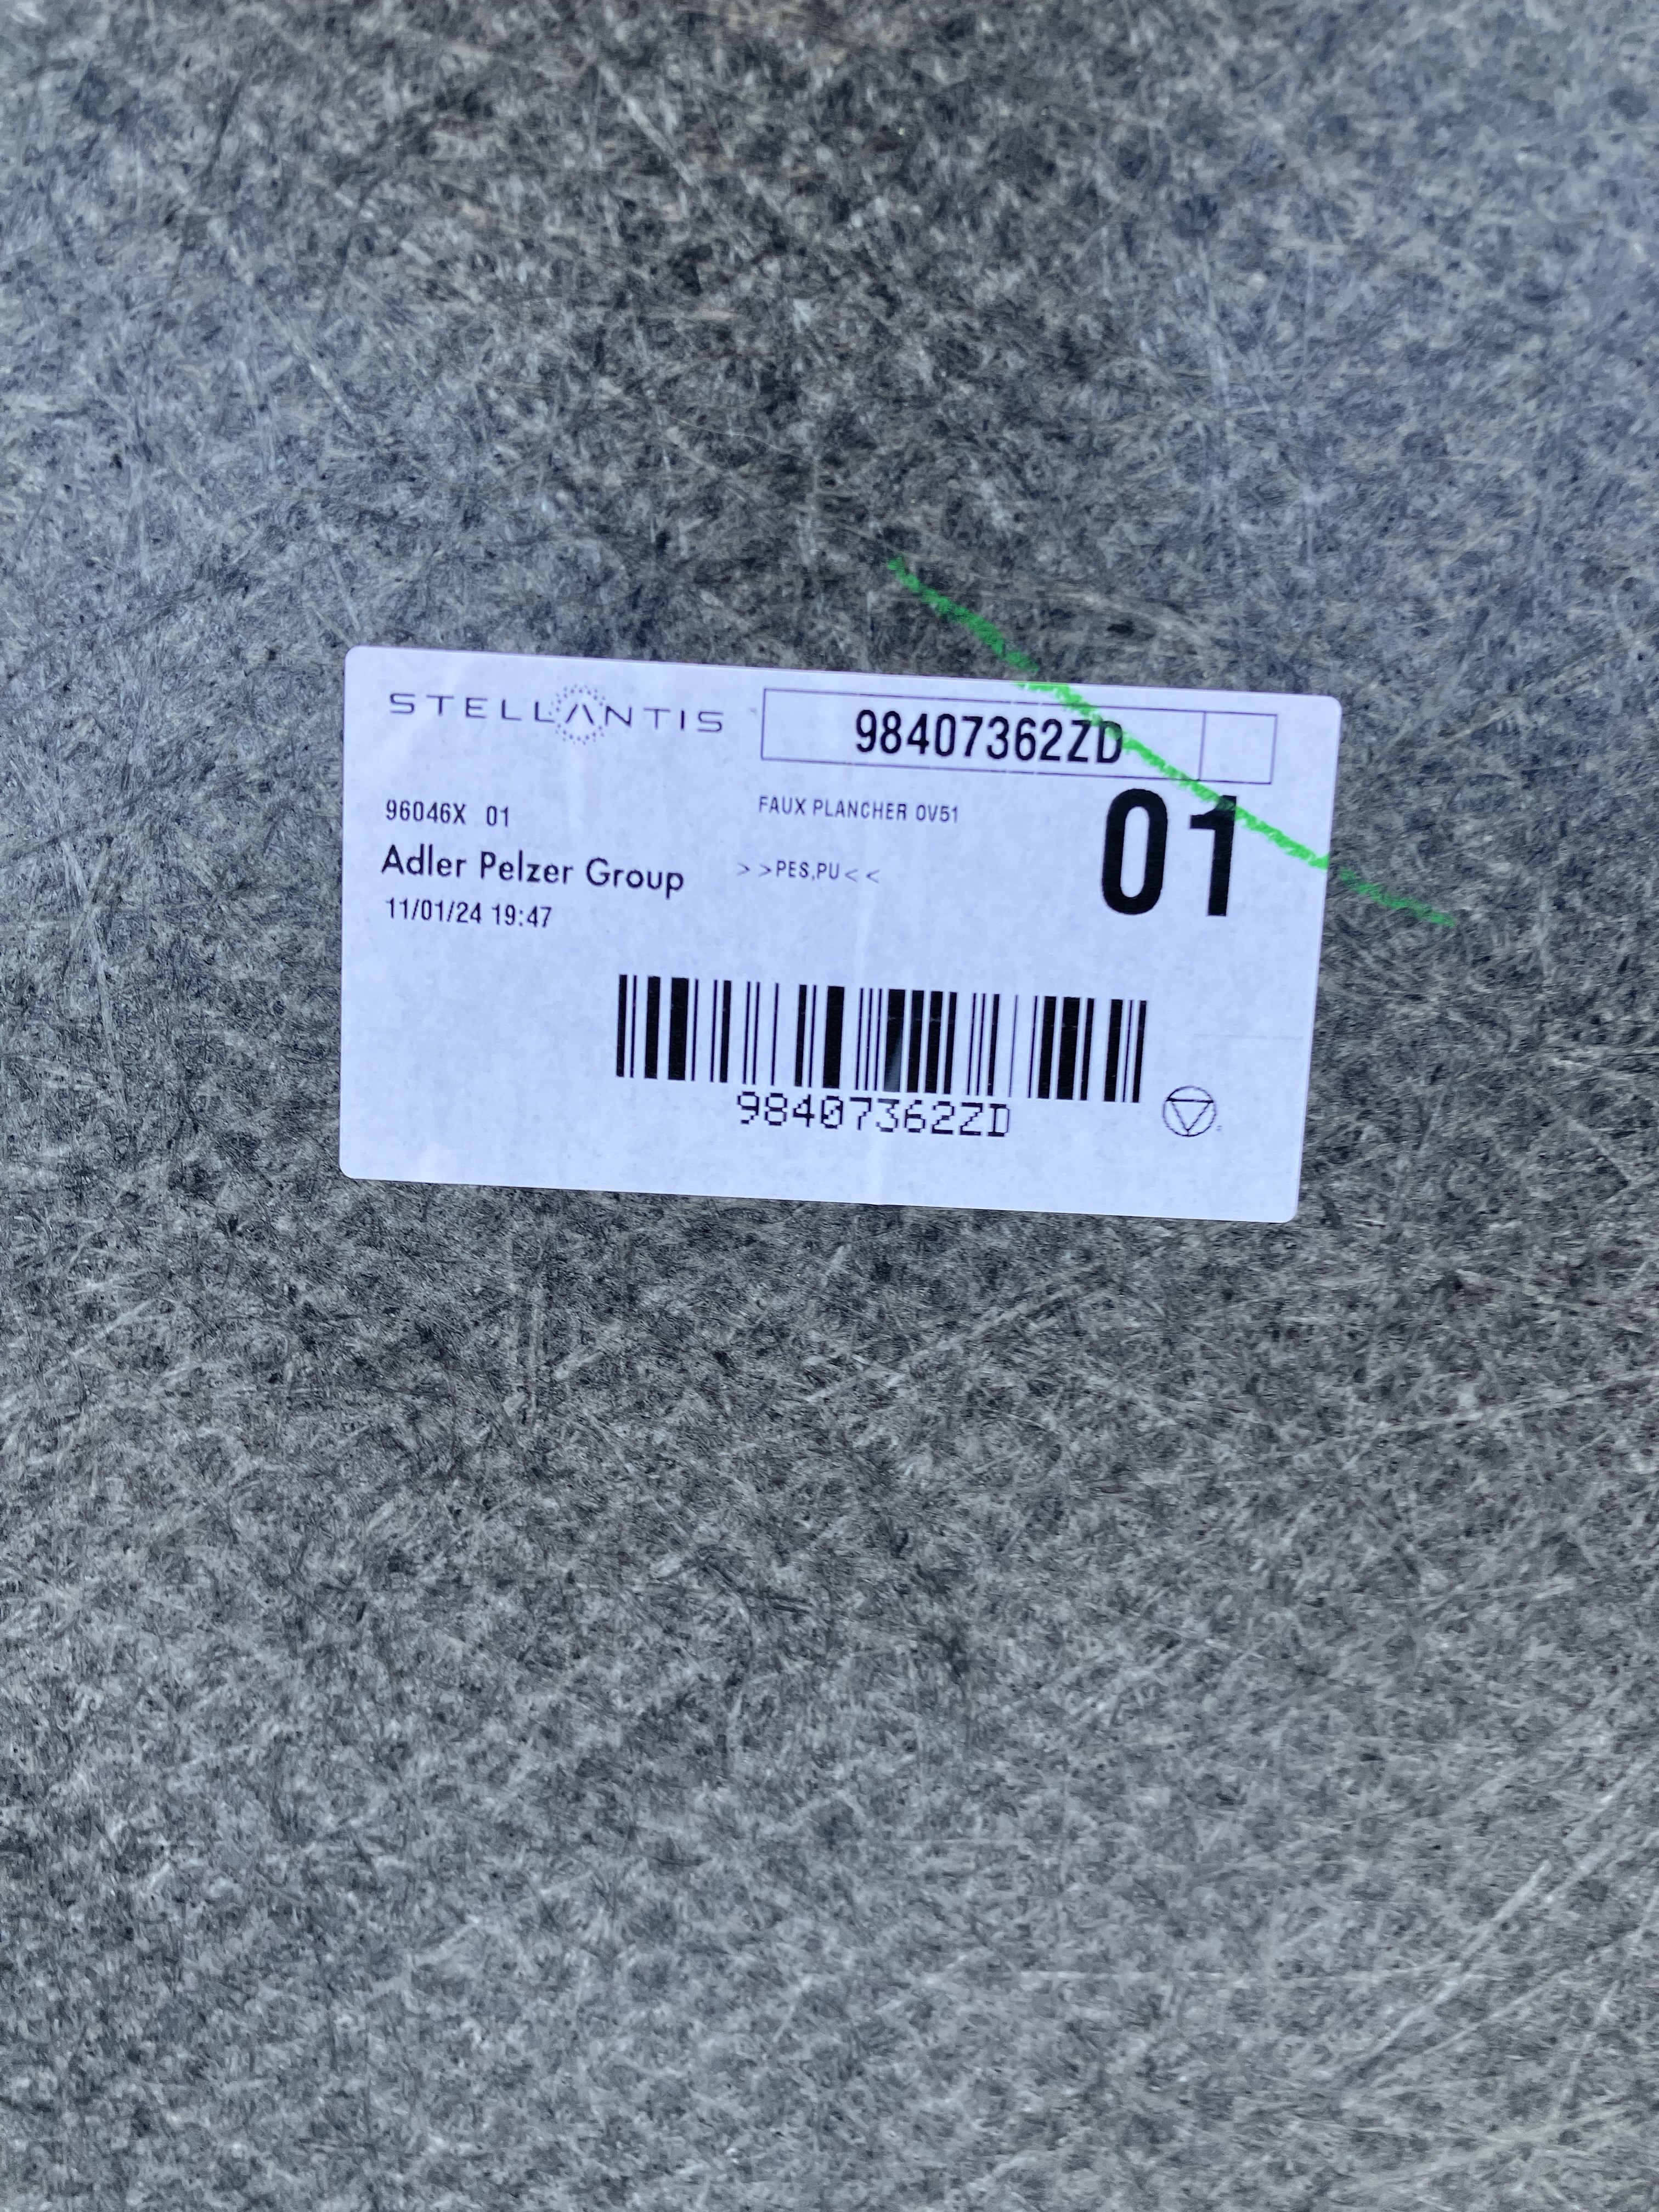 STELLANTIS
98407362ZD
96046X 01
FAUX PLANCHER OV51
01
Adler Pelzer Group
> >PES,PU< <
11/01/24 19:47
98407362ZD